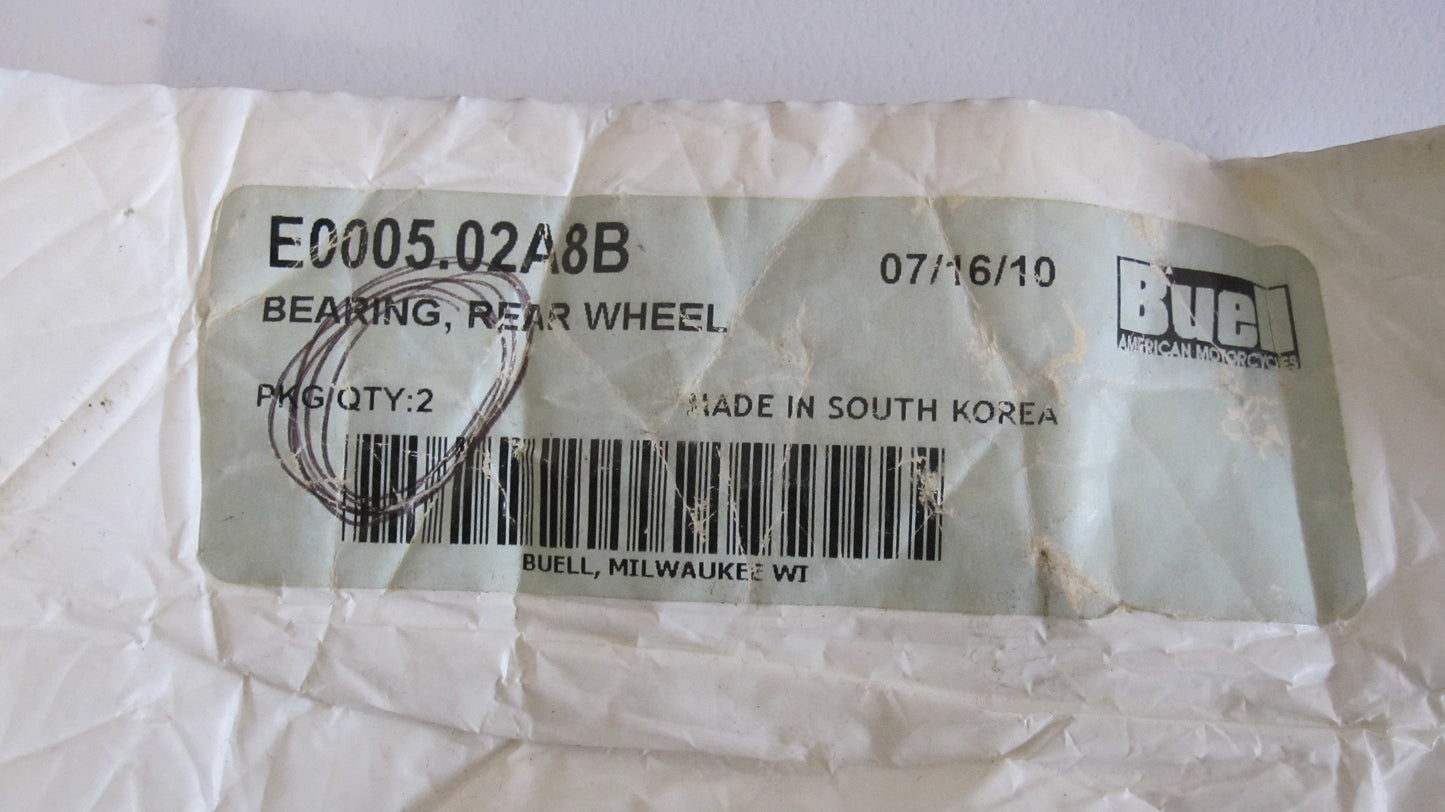 E0005.02A8B
07/16/10
Buell
AMERICAN MOTORCYCLES
BEARING, REAR WHEEL
PKG QTY:2
MADE IN SOUTH KOREA
BUELL, MILWAUKEE WI